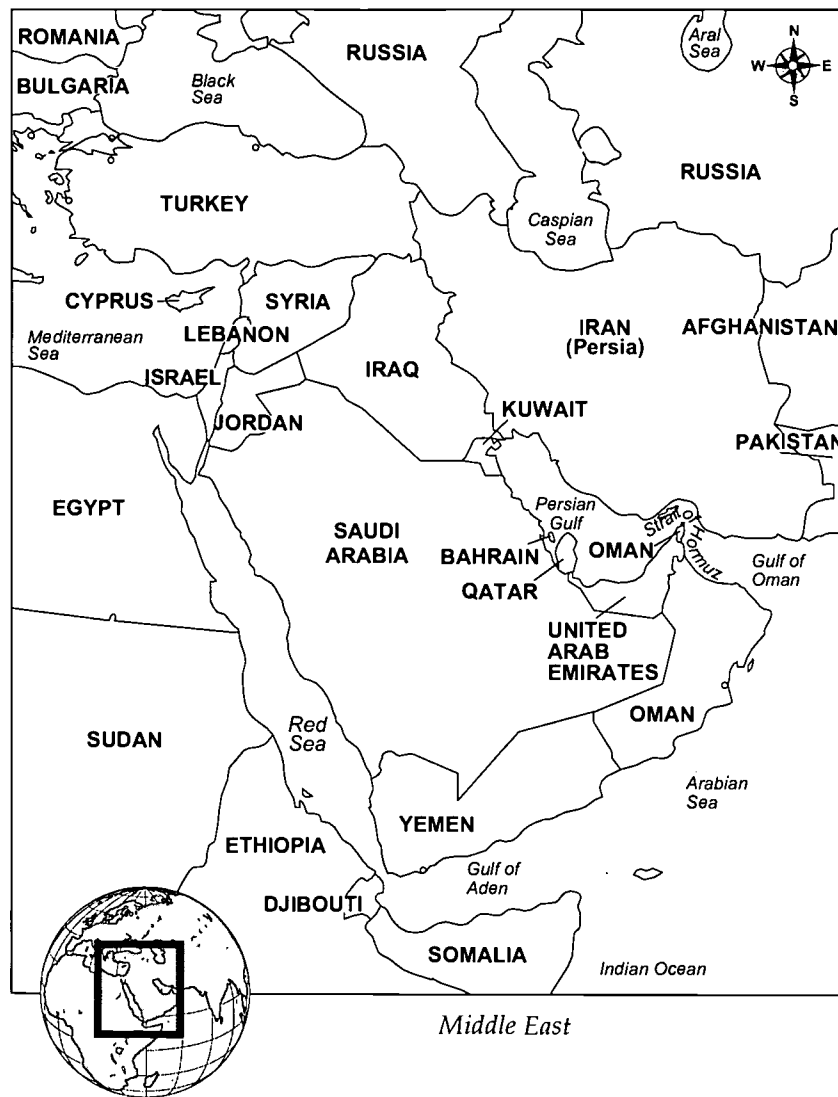 ROMANIA
BULGARIA
Black
Sea
RUSSIA
Aral
Sea
N
W E
S
RUSSIA
TURKEY
Caspian
Sea
CYPRUS
SYRIA
Mediterranean
Sea
LEBANON
ISRAEL
JORDAN
IRAQ
IRAN
(Persia)
AFGHANISTAN
KUWAIT
PAKISTAN
EGYPT
SAUDI
ARABIA
Persian
Gulf
Strait of Hormuz
BAHRAIN
OMAN
QATAR
Gulf of
Oman
UNITED
ARAB
EMIRATES
SUDAN
Red
Sea
OMAN
Arabian
Sea
YEMEN
ETHIOPIA
Gulf of
Aden
DJIBOUTI
SOMALIA
Indian Ocean
Middle East